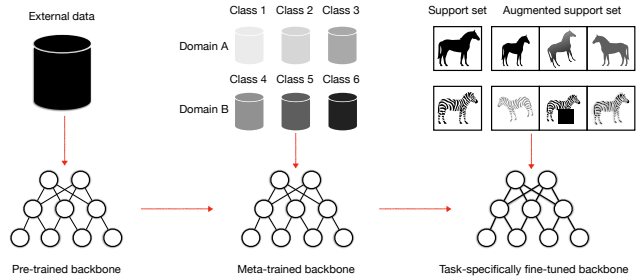 External data
Class 1 Class 2 Class 3
Domain A
Class 4 Class 5 Class 6
Domain B
Support set Augmented support set
Pre-trained backbone
Meta-trained backbone
Task-specifically fine-tuned backbone